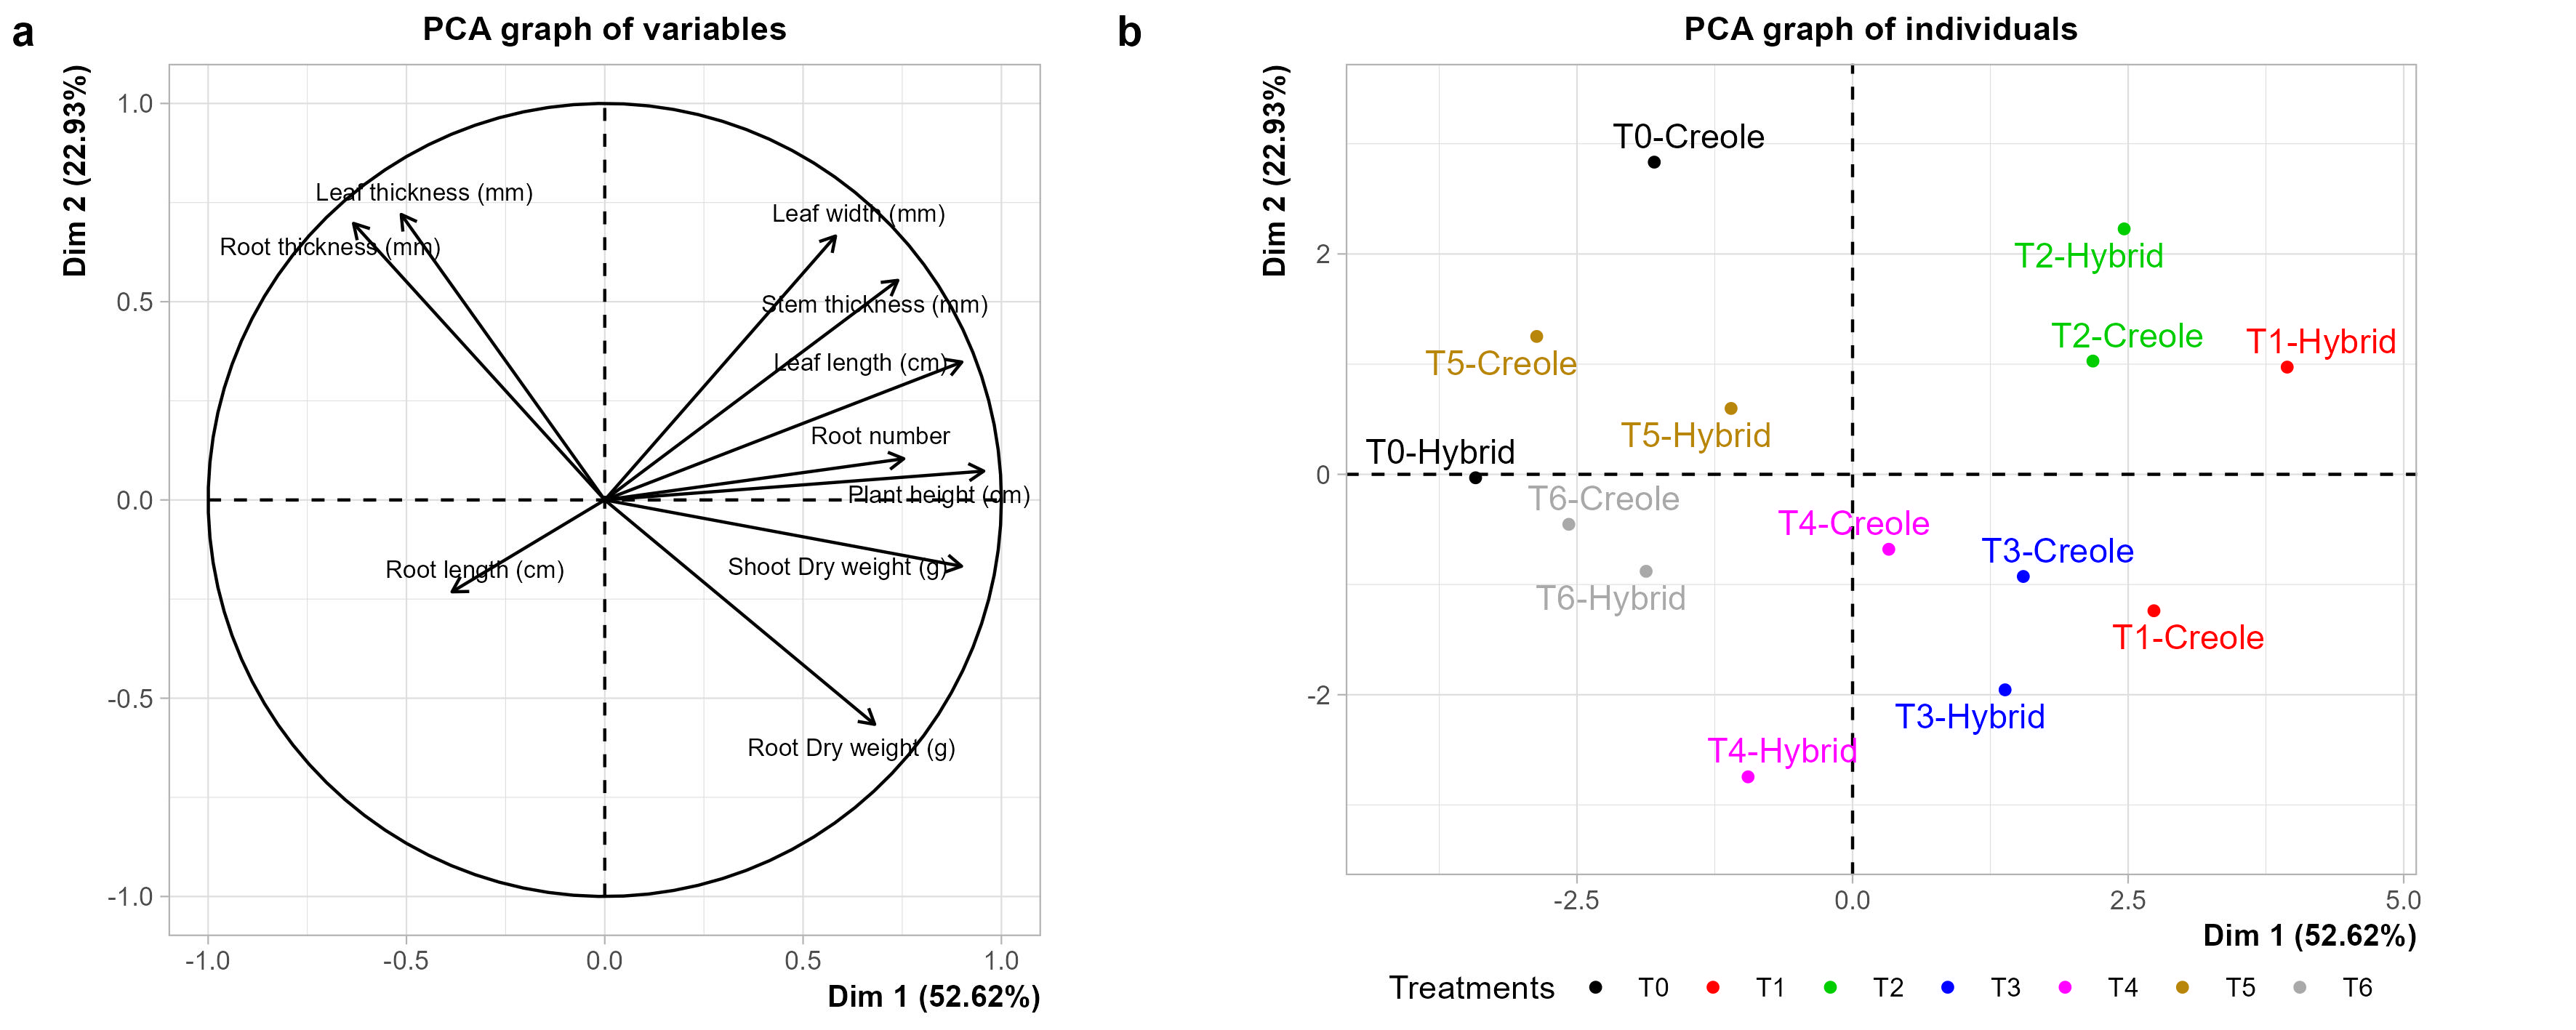 a
PCA graph of variables
Dim 2 (22.93%)
1.0
0.5
0.0
-0.5
-1.0
Leaf thickness (mm)
Root thickness (mm)
Leaf width (mm)
Stem thickness (mm)
Leaf length (cm)
Root number
Plant height (cm)
Root length (cm)
Shoot Dry weight (g)
Root Dry weight (g)
-1.0 -0.5 0.0 0.5 1.0
Dim 1 (52.62%)
b
PCA graph of individuals
Dim 2 (22.93%)
2
0
-2
T0-Creole
T2-Hybrid
T2-Creole
T1-Hybrid
T5-Creole
T5-Hybrid
T0-Hybrid
T6-Creole
T4-Creole
T3-Creole
T6-Hybrid
T1-Creole
T3-Hybrid
T4-Hybrid
-2.5 0.0 2.5 5.0
Dim 1 (52.62%)
Treatments T0 T1 T2 T3 T4 T5 T6